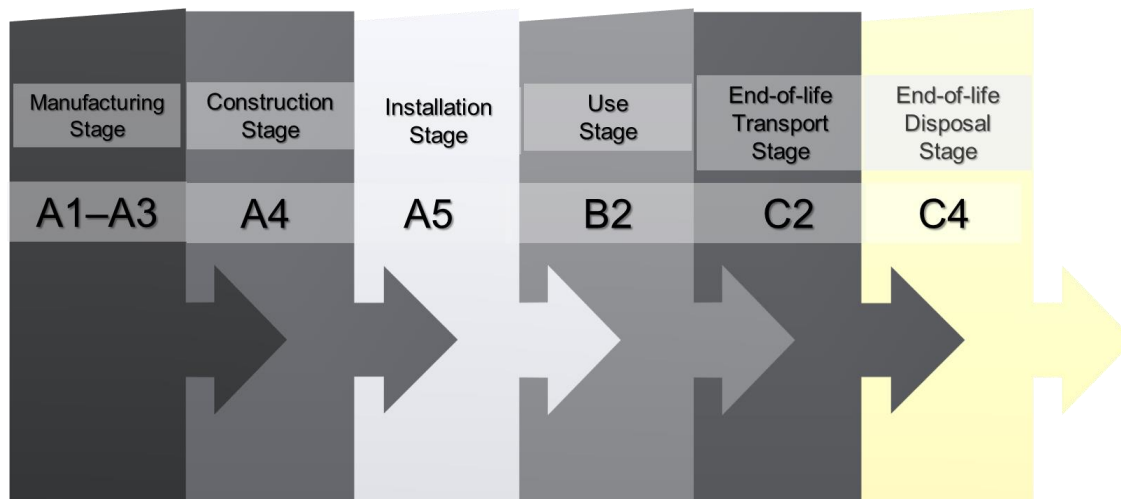 Manufacturing
Stage
Construction
Stage
Installation
Stage
Use
Stage
End-of-life
Transport
Stage
End-of-life
Disposal
Stage
A1–A3
A4
A5
B2
C2
C4